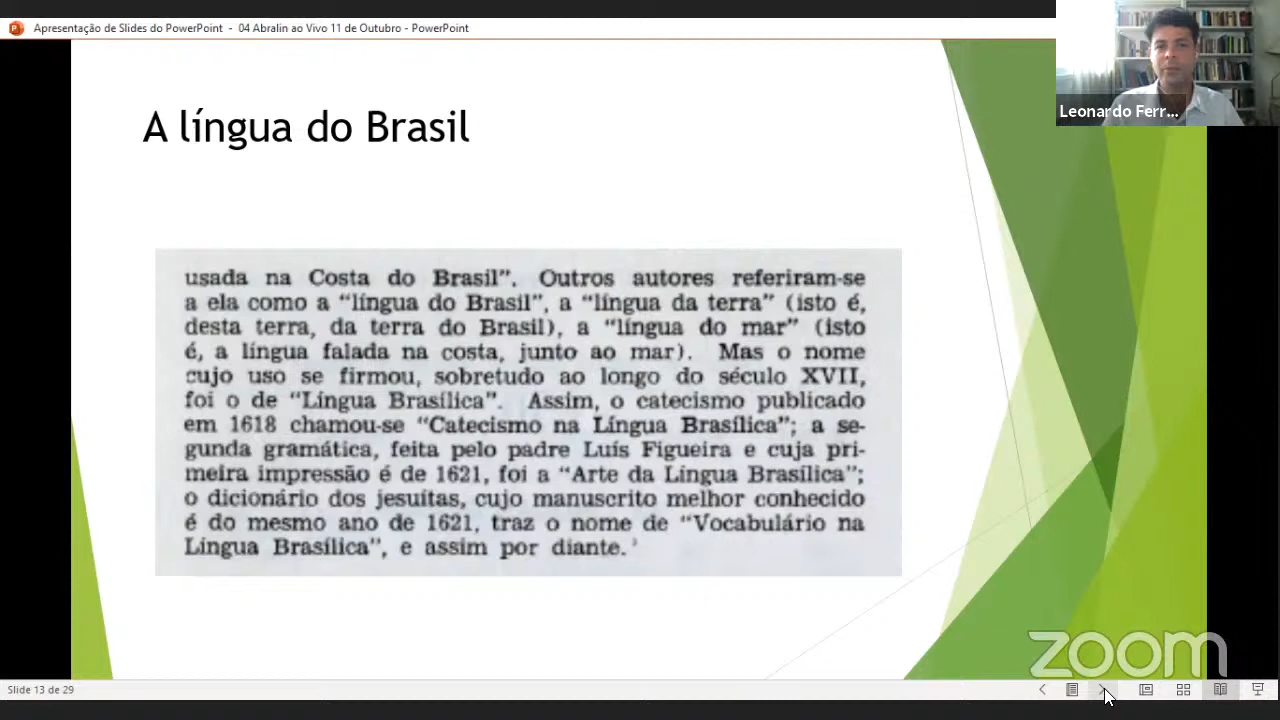 Apresentação de Slides do PowerPoint - 04 Abralin ao Vivo 11 de Outubro - PowerPoint
Leonardo Ferr...
A língua do Brasil
usada na Costa do Brasil”. Outros autores referiram-se
a ela como a “língua do Brasil”, a “língua da terra” (isto é,
desta terra, da terra do Brasil), a “língua do mar” (isto
é, a língua falada na costa, junto ao mar). Mas o nome
cujo uso se firmou, sobretudo ao longo do século XVII,
foi o de “Língua Brasílica”. Assim, o catecismo publicado
em 1618 chamou-se “Catecismo na Língua Brasílica”; a se-
gunda gramática, feita pelo padre Luís Figueira e cuja pri-
meira impressão é de 1621, foi a “Arte da Língua Brasílica”;
o dicionário dos jesuítas, cujo manuscrito melhor conhecido
é do mesmo ano de 1621, traz o nome de “Vocabulário na
Língua Brasílica”, e assim por diante.
zoom
Slide 13 de 29